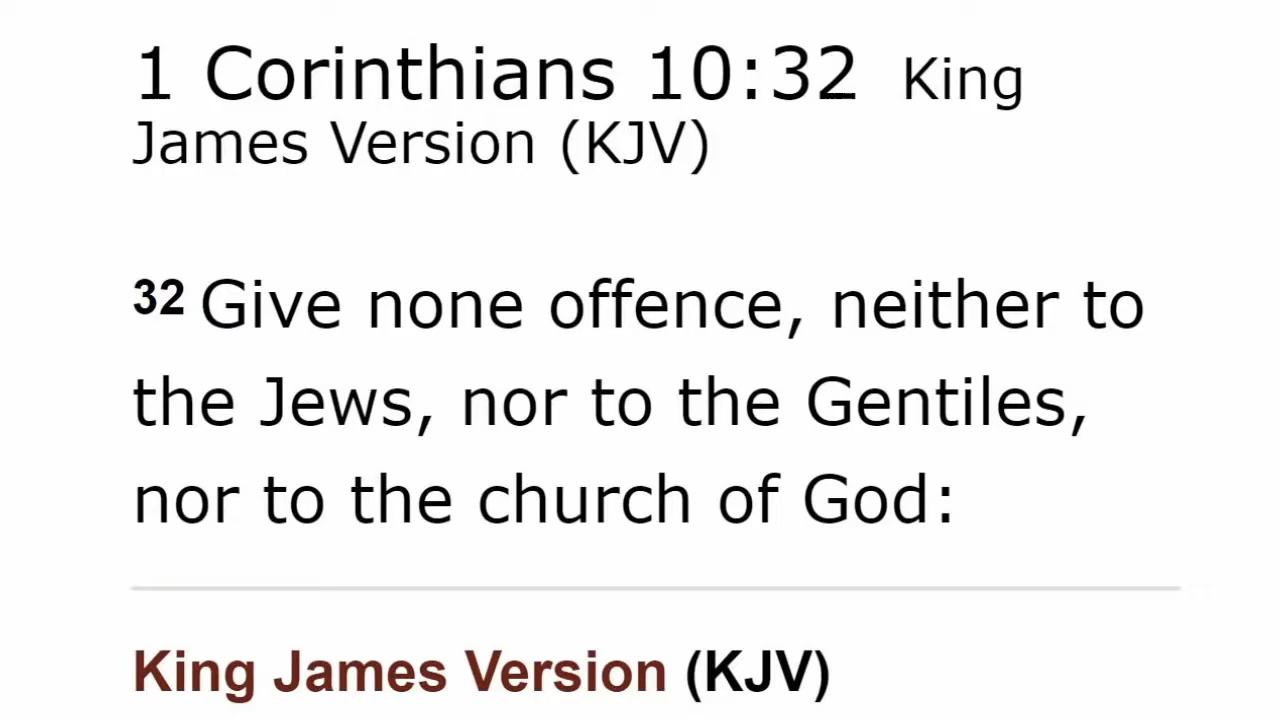 1 Corinthians 10:32 King
James Version (KJV)
32 Give none offence, neither to
the Jews, nor to the Gentiles,
nor to the church of God:
King James Version (KJV)